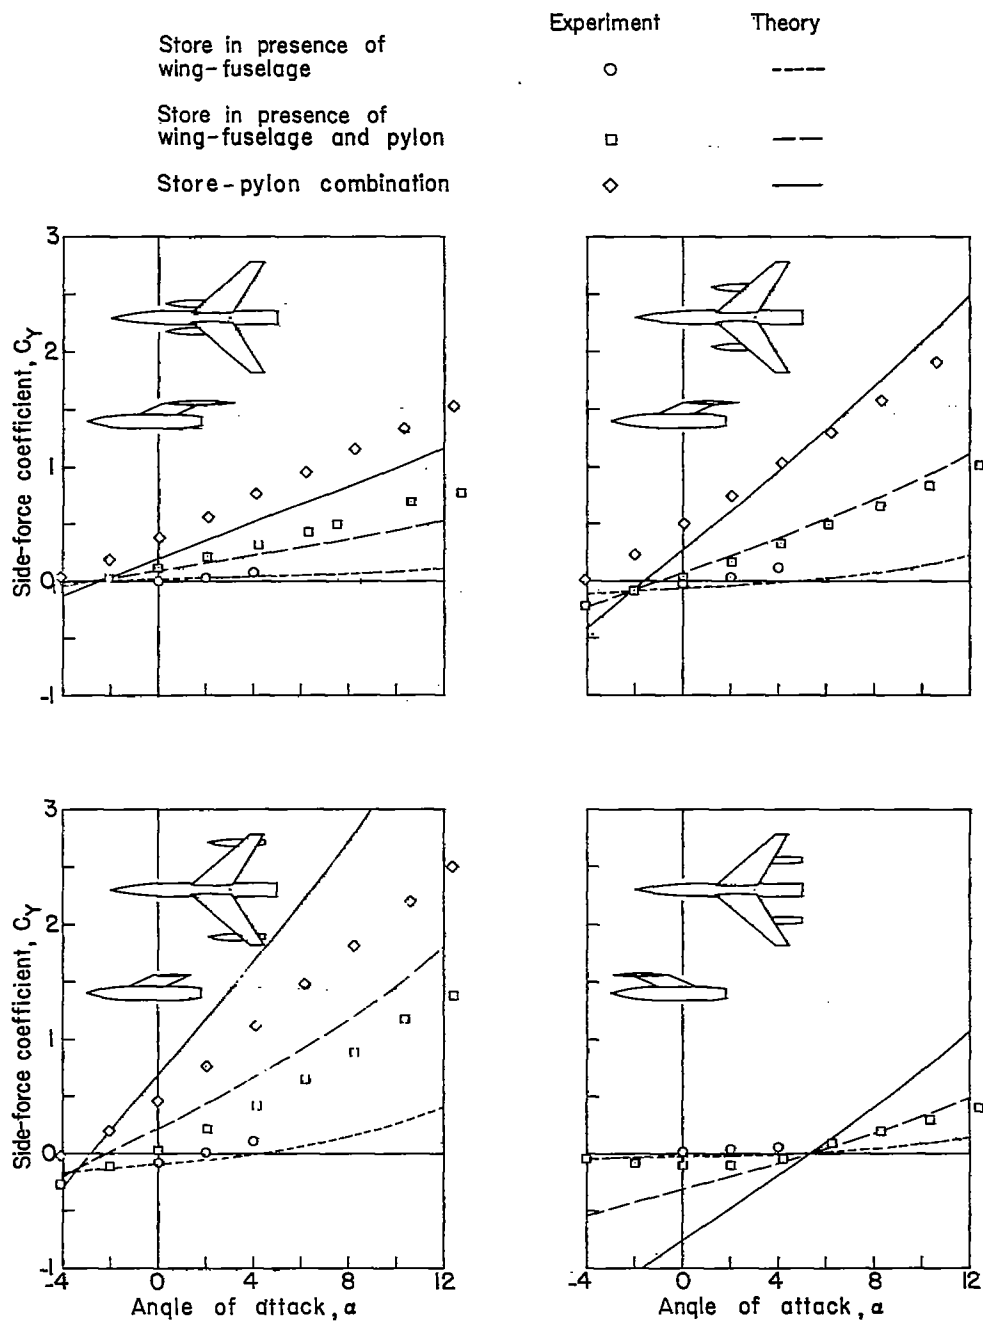 Experiment Theory
Store in presence of
wing-fuselage
Store in presence of
wing-fuselage and pylon
Store-pylon combination
3
2
1
0
-1
Side-force coefficient, CY
3
2
1
0
-1
Side-force coefficient, CY
-4 0 4 8 12
Angle of attack, α
-4 0 4 8 12
Angle of attack, α